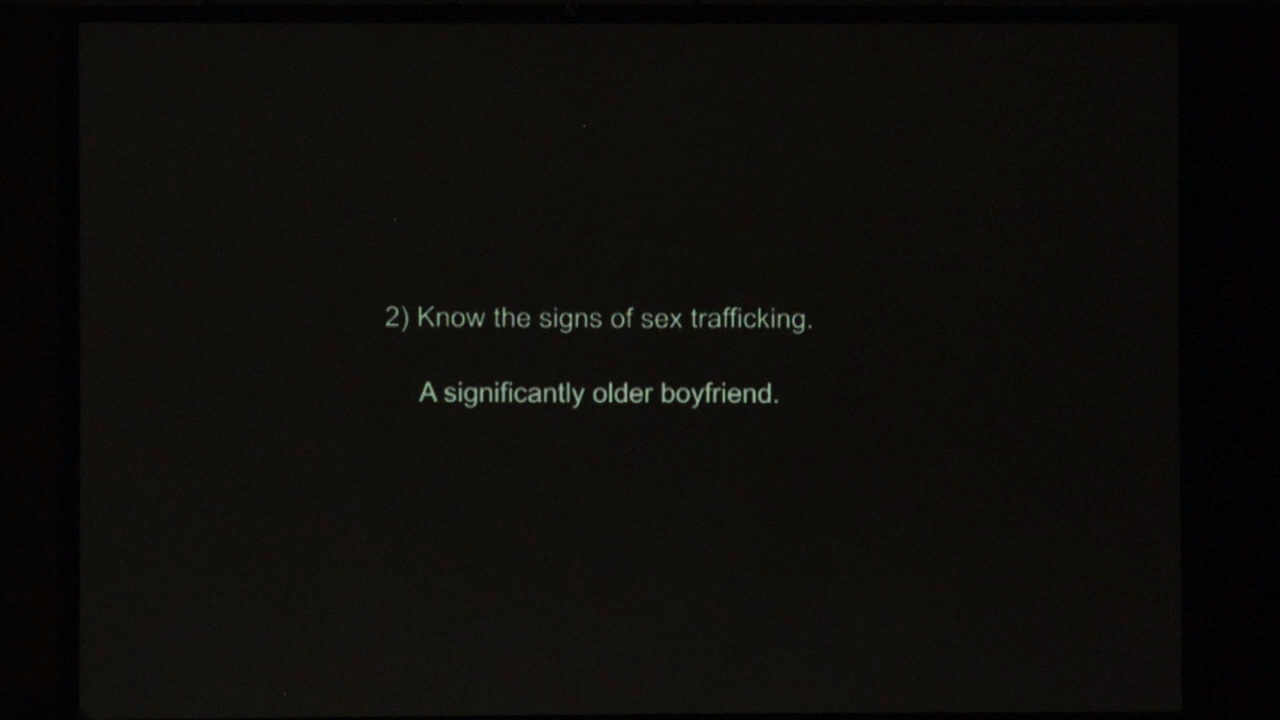 2) Know the signs of sex trafficking.
A significantly older boyfriend.